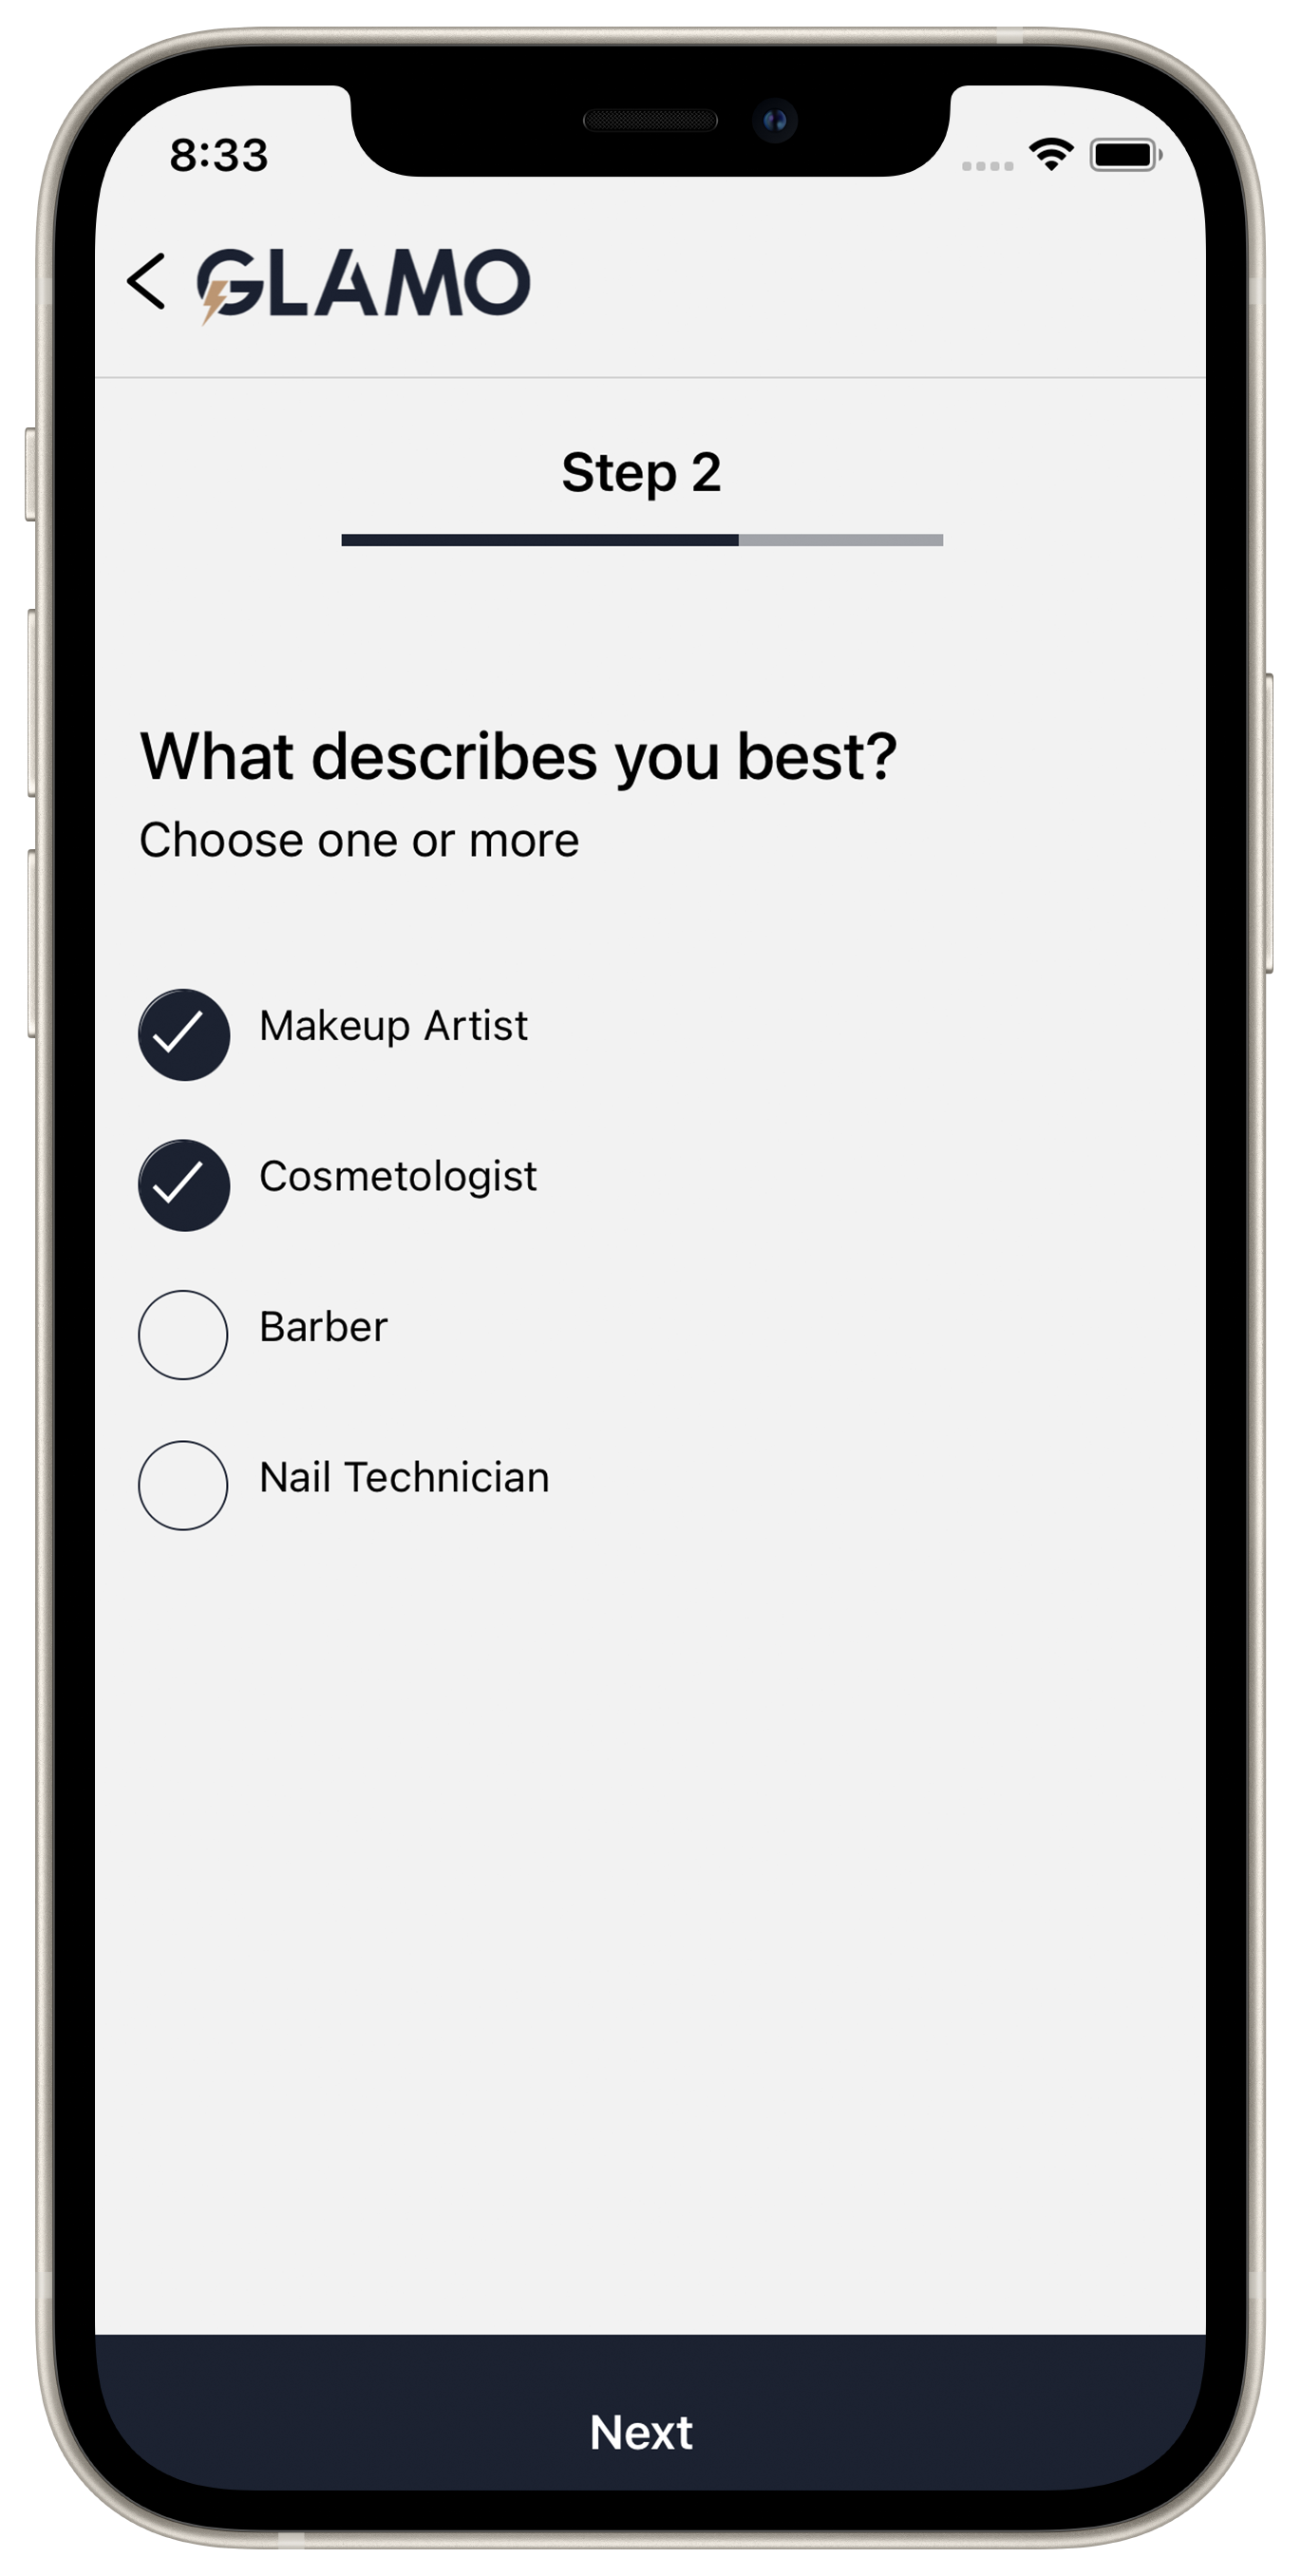 8:33
GLAMO
Step 2
What describes you best?
Choose one or more
Makeup Artist
Cosmetologist
Barber
Nail Technician
Next